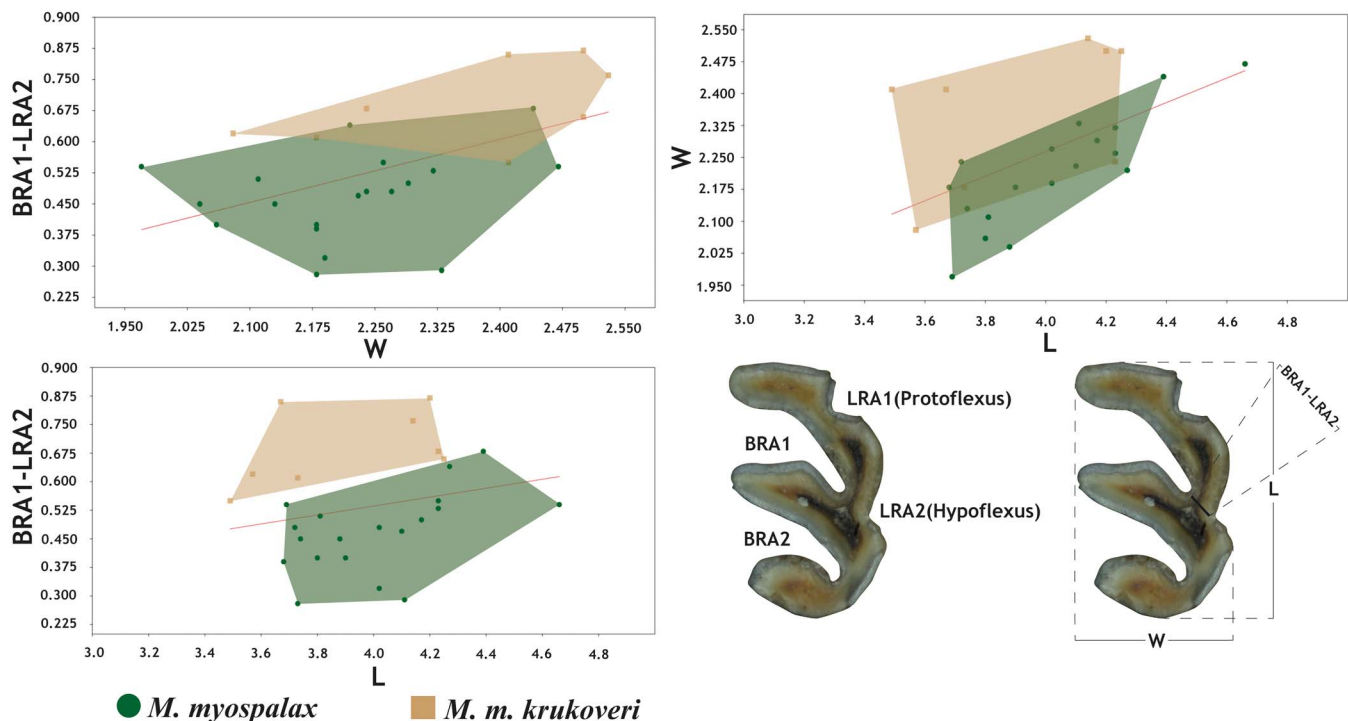 BRA1-LRA2
0.900
0.875
0.750
0.675
0.600
0.525
0.450
0.375
0.300
0.225
1.950 2.025 2.100 2.175 2.250 2.325 2.400 2.475 2.550
W
W
2.550
2.475
2.400
2.325
2.250
2.175
2.100
2.025
1.950
3.0 3.2 3.4 3.6 3.8 4.0 4.2 4.4 4.6 4.8
L
BRA1-LRA2
0.900
0.875
0.750
0.675
0.600
0.525
0.450
0.375
0.300
0.225
3.0 3.2 3.4 3.6 3.8 4.0 4.2 4.4 4.6 4.8
L
LRA1(Protoflexus)
BRA1
LRA2(Hypoflexus)
BRA2
BRA1-LRA2
L
W
M. myospalax
M. m. krukoveri